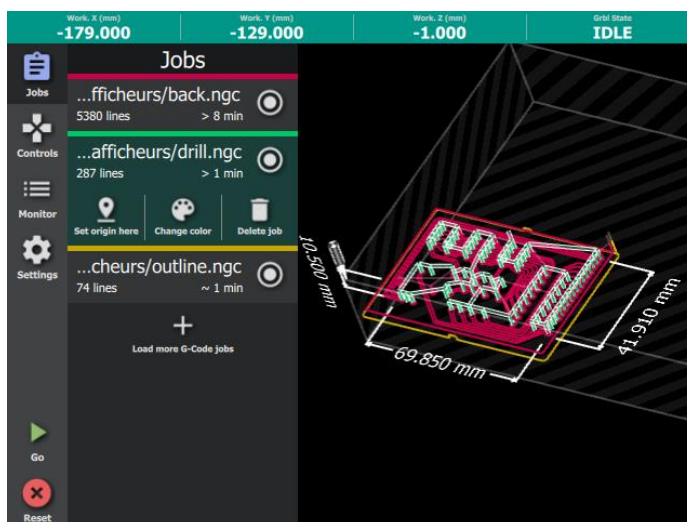 Work. X (mm)
-179.000
Work. Y (mm)
-129.000
Work. Z (mm)
-1.000
Grbl State
IDLE
Jobs
Controls
Monitor
Settings
Go
Reset
Jobs
...fficheurs/back.ngc
5380 lines > 8 min
...afficheurs/drill.ngc
287 lines > 1 min
Set origin here Change color Delete job
...cheurs/outline.ngc
74 lines ~ 1 min
+
Load more G-Code jobs
10.500 mm
69.850 mm
41.910 mm